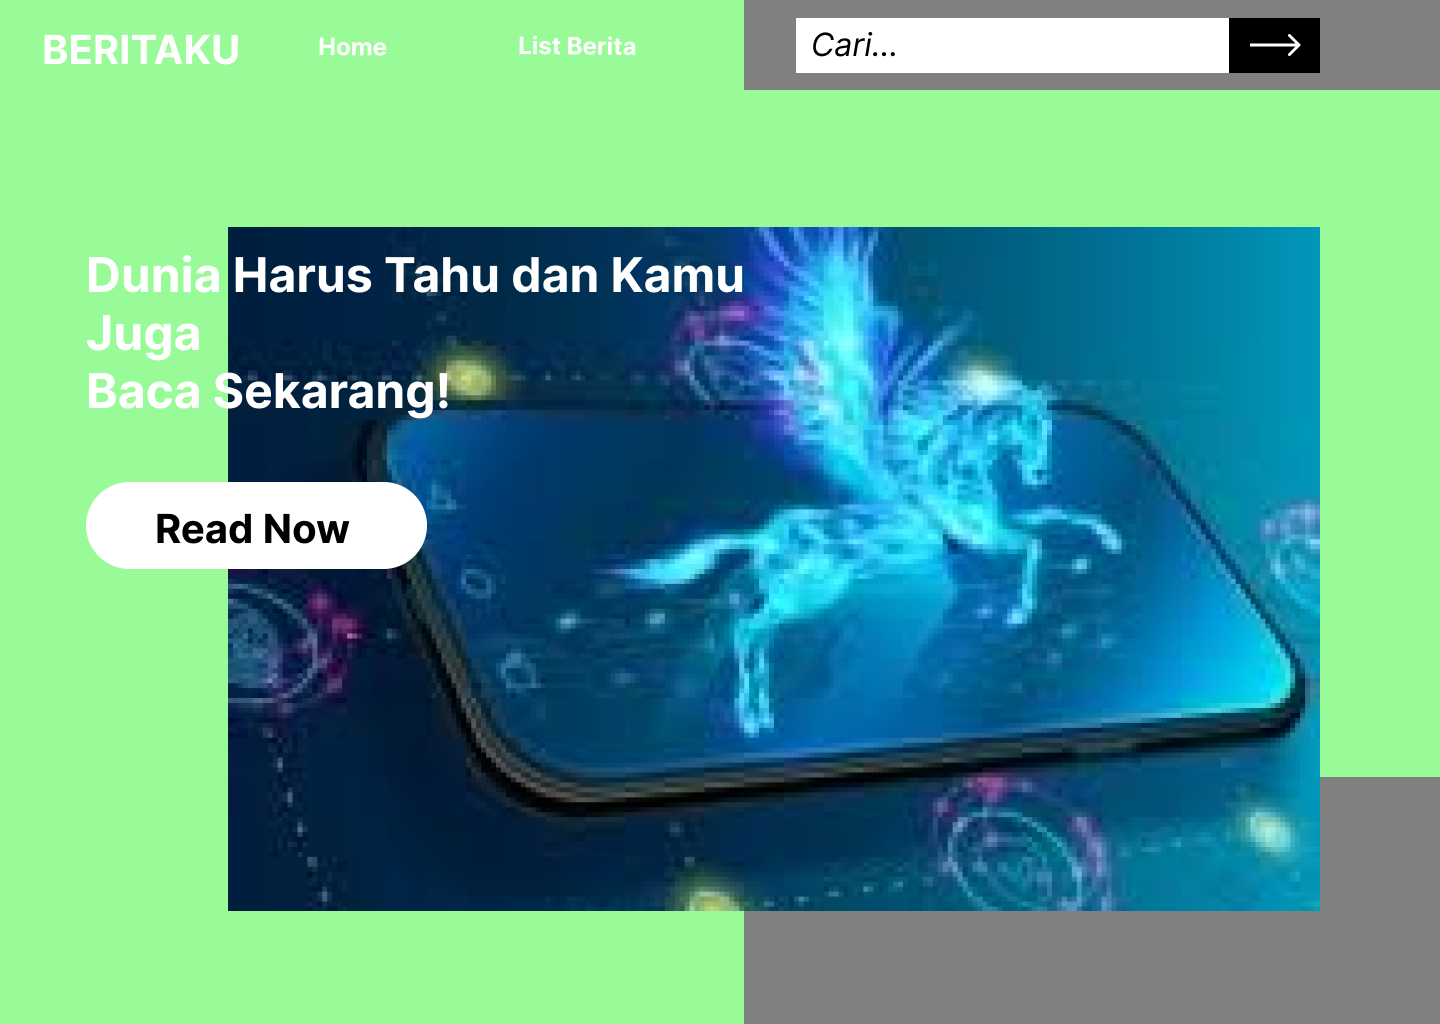 BERITAKU
Home
List Berita
Cari...
Dunia Harus Tahu dan Kamu
Juga
Baca Sekarang!
Read Now